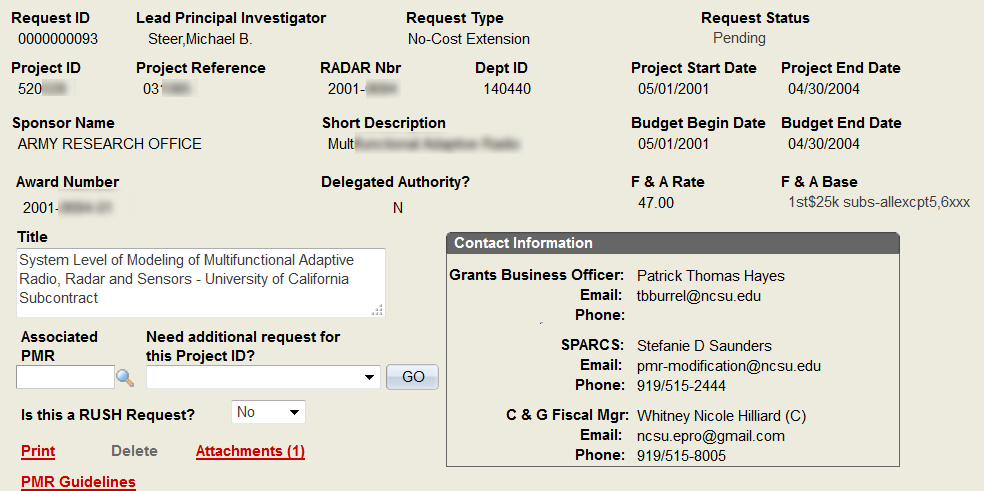 Request ID Lead Principal Investigator Request Type Request Status
0000000093 Steer,Michael B. No-Cost Extension Pending
Project ID Project Reference RADAR Nbr Dept ID Project Start Date Project End Date
520 031 2001- 140440 05/01/2001 04/30/2004
Sponsor Name Short Description Budget Begin Date Budget End Date
ARMY RESEARCH OFFICE Mult 05/01/2001 04/30/2004
Award Number Delegated Authority? F & A Rate F & A Base
2001- N 47.00 1st$25k subs-allexcpt5,6xxx
Title
System Level of Modeling of Multifunctional Adaptive
Radio, Radar and Sensors - University of California
Subcontract
Associated
PMR
Need additional request for
this Project ID?
GO
Is this a RUSH Request? No
Print Delete Attachments (1)
PMR Guidelines
Contact Information
Grants Business Officer: Patrick Thomas Hayes
Email: tbburrel@ncsu.edu
Phone:
SPARCS: Stefanie D Saunders
Email: pmr-modification@ncsu.edu
Phone: 919/515-2444
C & G Fiscal Mgr: Whitney Nicole Hilliard (C)
Email: ncsu.epro@gmail.com
Phone: 919/515-8005